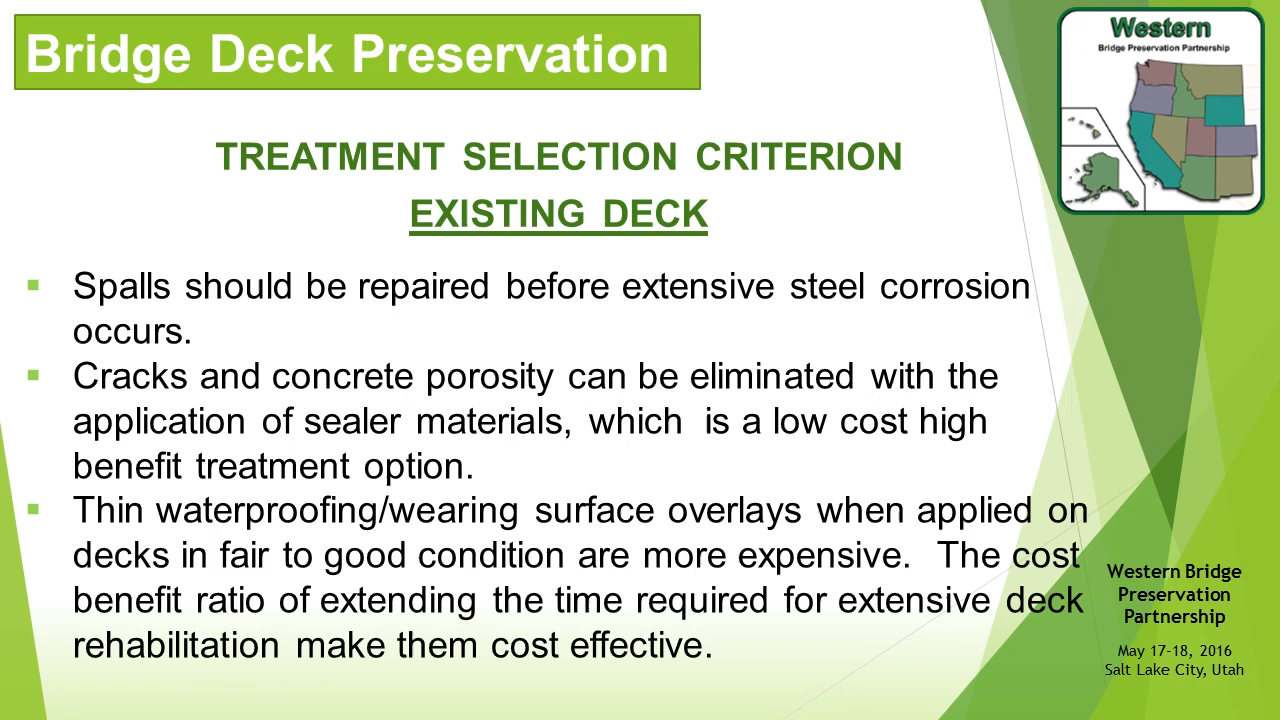 Bridge Deck Preservation
Western
Bridge Preservation Partnership
TREATMENT SELECTION CRITERION
EXISTING DECK
▪ Spalls should be repaired before extensive steel corrosion
occurs.
▪ Cracks and concrete porosity can be eliminated with the
application of sealer materials, which  is a low cost high
benefit treatment option.
▪ Thin waterproofing/wearing surface overlays when applied on
decks in fair to good condition are more expensive.  The cost
benefit ratio of extending the time required for extensive deck
rehabilitation make them cost effective.
Western Bridge
Preservation
Partnership
May 17-18, 2016
Salt Lake City, Utah